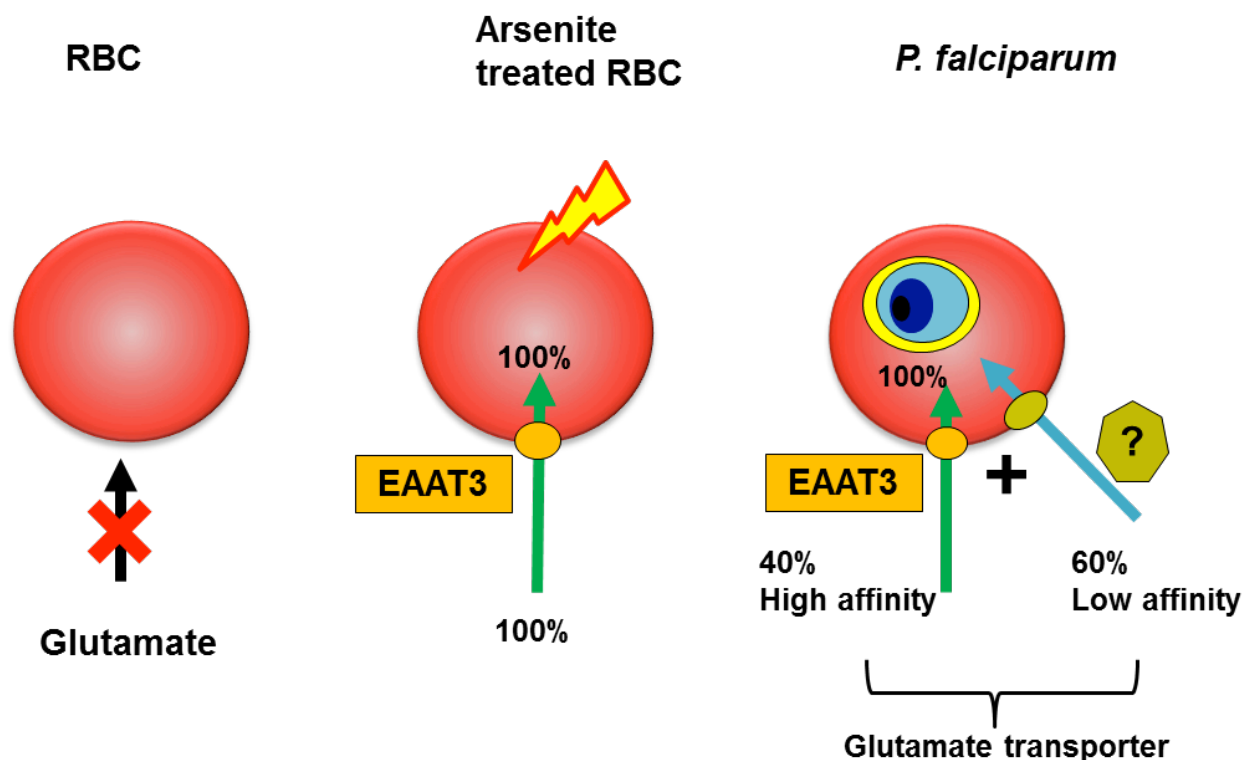 RBC
Arsenite
treated RBC
P. falciparum
Glutamate
100%
EAAT3
100%
100%
EAAT3
+
?
40%
High affinity
60%
Low affinity
Glutamate transporter